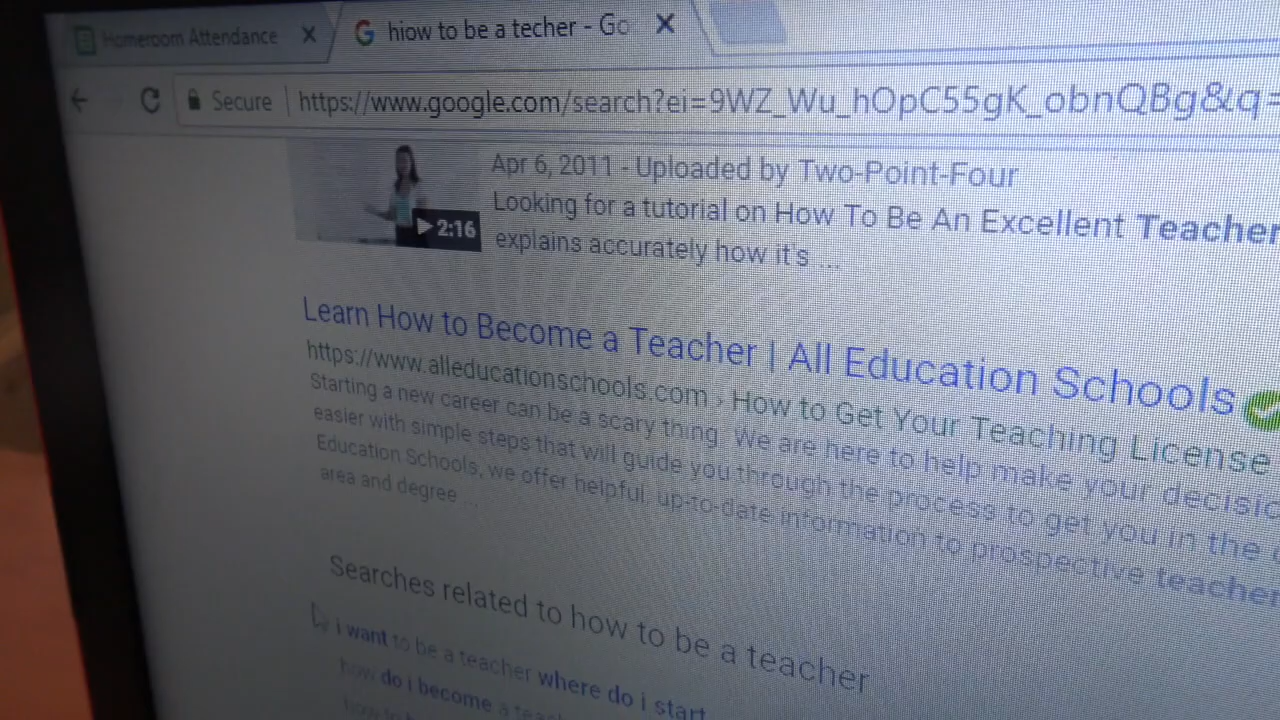 Homeroom Attendance
hiow to be a techer - Go
Secure https://www.google.com/search?ei=9WZ_Wu_hOpC55gK_obnQBg&q=
Apr 6, 2011 - Uploaded by Two-Point-Four
2:16
Looking for a tutorial on How To Be An Excellent Teacher
explains accurately how it's ...
Learn How to Become a Teacher | All Education Schools
https://www.alleducationschools.com › How to Get Your Teaching License
Starting a new career can be a scary thing. We are here to help make your decisio
easier with simple steps that will guide you through the process to get you in the
Education Schools, we offer helpful, up-to-date information to prospective teacher
area and degree ...
Searches related to how to be a teacher
i want to be a teacher where do i start
how do i become a teac